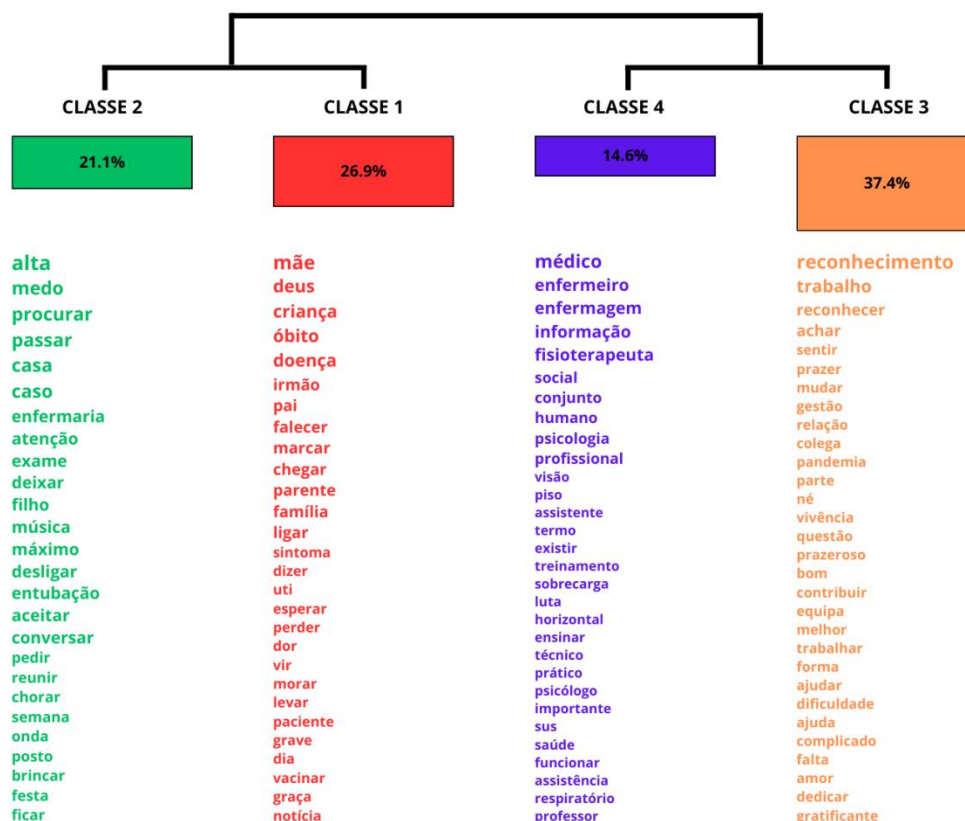 CLASSE 2
CLASSE 1
CLASSE 4
CLASSE 3
21.1%
26.9%
14.6%
37.4%
alta
medo
procurar
passar
casa
caso
enfermaria
atenção
exame
deixar
filho
música
máximo
desligar
entubação
aceitar
conversar
pedir
reunir
chorar
semana
onda
posto
brincar
festa
ficar
mãe
deus
criança
óbito
doença
irmão
pai
falecer
marcar
chegar
parente
família
ligar
sintoma
dizer
uti
esperar
perder
dor
vir
morar
levar
paciente
grave
dia
vacinar
graça
notícia
médico
enfermeiro
enfermagem
informação
fisioterapeuta
social
conjunto
humano
psicologia
profissional
visão
piso
assistente
termo
existir
treinamento
sobrecarga
luta
horizontal
ensinar
técnico
prático
psicólogo
importante
sus
saúde
funcionar
assistência
respiratório
professor
reconhecimento
trabalho
reconhecer
achar
sentir
prazer
mudar
gestão
relação
colega
pandemia
parte
né
vivência
questão
prazeroso
bom
contribuir
equipa
melhor
trabalhar
forma
ajudar
dificuldade
ajuda
complicado
falta
amor
dedicar
gratificante